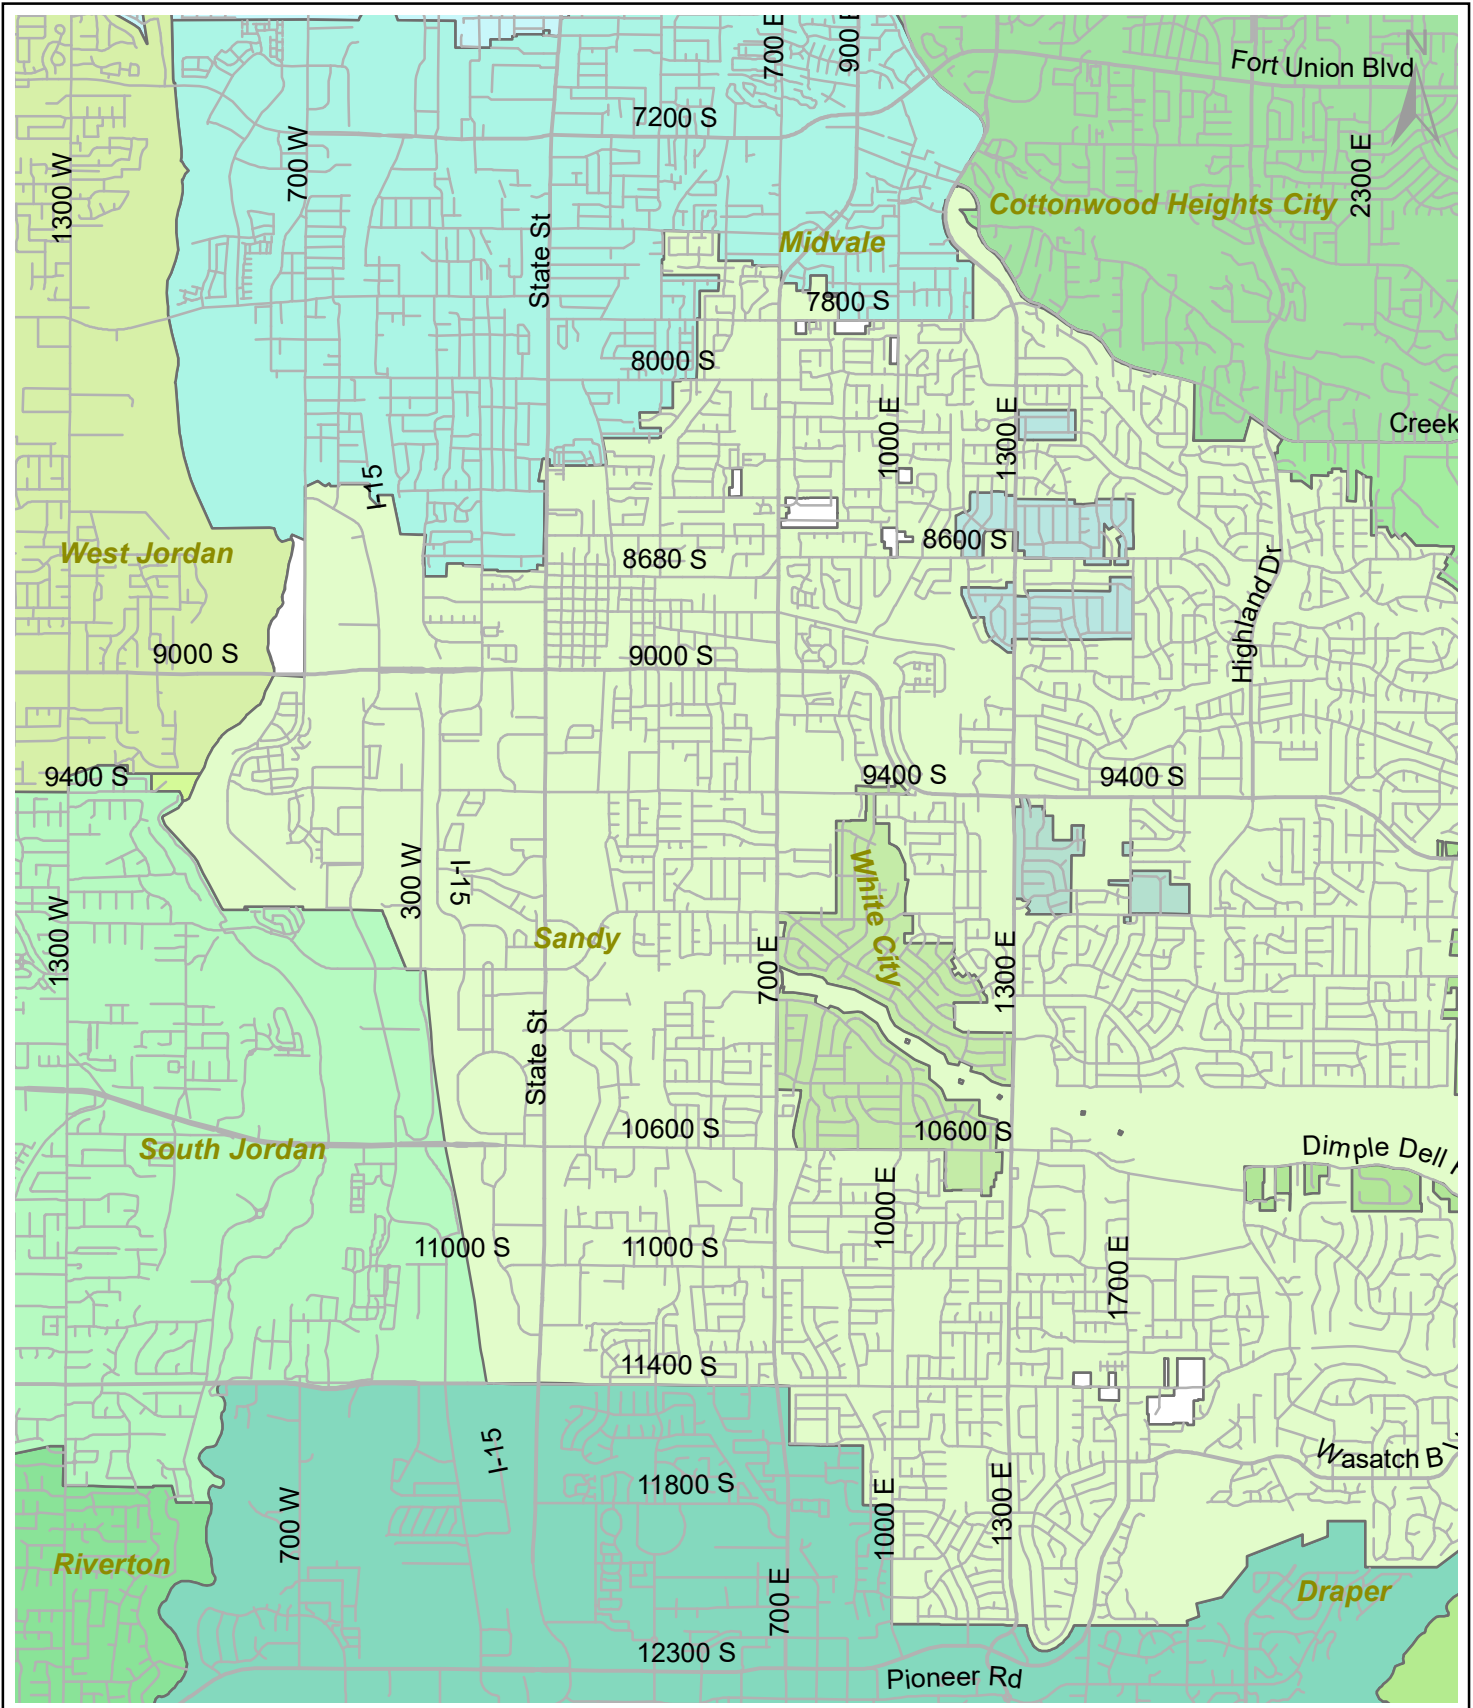 700 E
900 E
N
Fort Union Blvd
7200 S
700 W
1300 W
2300 E
Cottonwood Heights City
State St
Midvale
7800 S
8000 S
1000 E
1300 E
Creek
I-15
West Jordan
8680 S
8600 S
Highland Dr
9000 S
9000 S
9400 S
9400 S
9400 S
300 W
I-15
White City
1300 W
Sandy
700 E
1300 E
State St
10600 S
10600 S
South Jordan
Dimple Dell
1000 E
11000 S
11000 S
1700 E
11400 S
I-15
Wasatch B
11800 S
700 W
1000 E
1300 E
Riverton
700 E
Draper
12300 S
Pioneer Rd